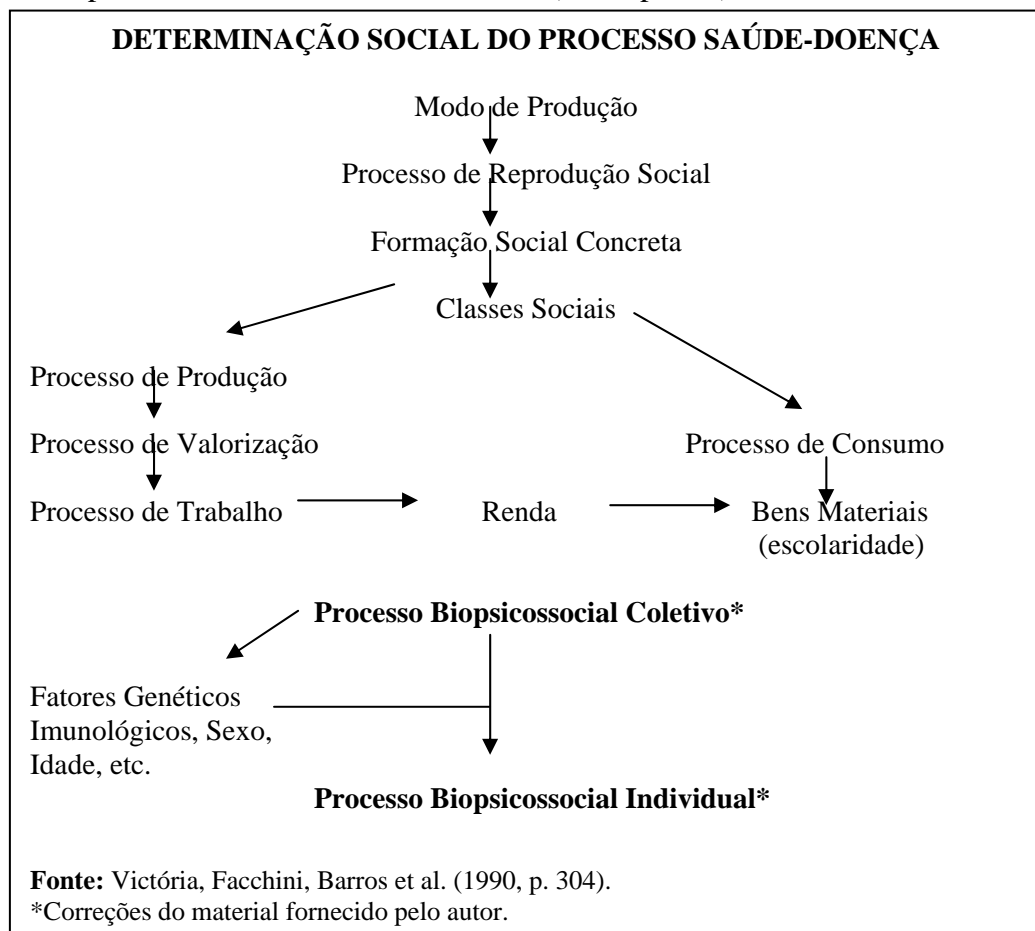 DETERMINAÇÃO SOCIAL DO PROCESSO SAÚDE-DOENÇA
Modo de Produção
Processo de Reprodução Social
Formação Social Concreta
Classes Sociais
Processo de Produção
Processo de Valorização
Processo de Consumo
Processo de Trabalho
Renda
Bens Materiais
(escolaridade)
Processo Biopsicossocial Coletivo*
Fatores Genéticos
Imunológicos, Sexo,
Idade, etc.
Processo Biopsicossocial Individual*
Fonte: Victória, Facchini, Barros et al. (1990, p. 304).
*Correções do material fornecido pelo autor.